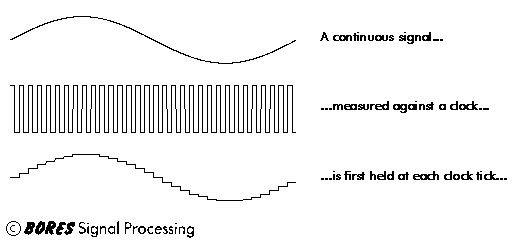 A continuous signal...
...measured against a clock...
...is first held at each clock tick...
© BORES Signal Processing